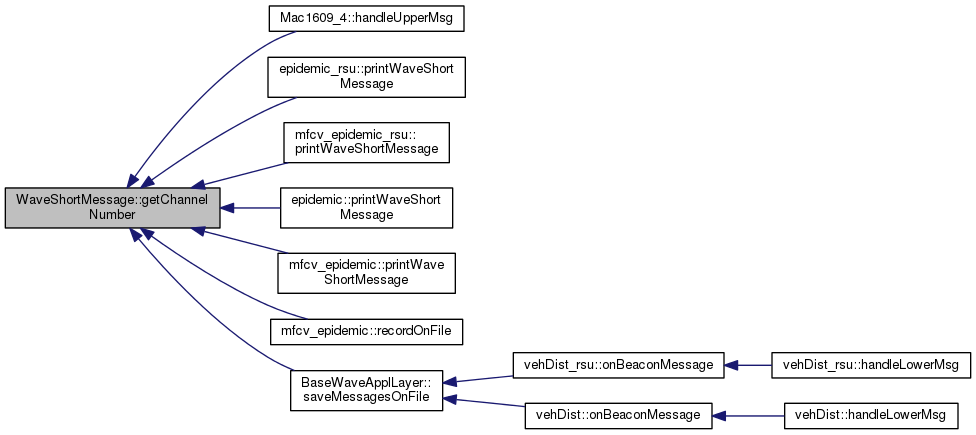 Mac1609_4::handleUpperMsg
epidemic_rsu::printWaveShort
Message
mfcv_epidemic_rsu::
printWaveShortMessage
WaveShortMessage::getChannel
Number
epidemic::printWaveShort
Message
mfcv_epidemic::printWave
ShortMessage
mfcv_epidemic::recordOnFile
BaseWaveApplLayer::
saveMessagesOnFile
vehDist_rsu::onBeaconMessage
vehDist_rsu::handleLowerMsg
vehDist::onBeaconMessage
vehDist::handleLowerMsg